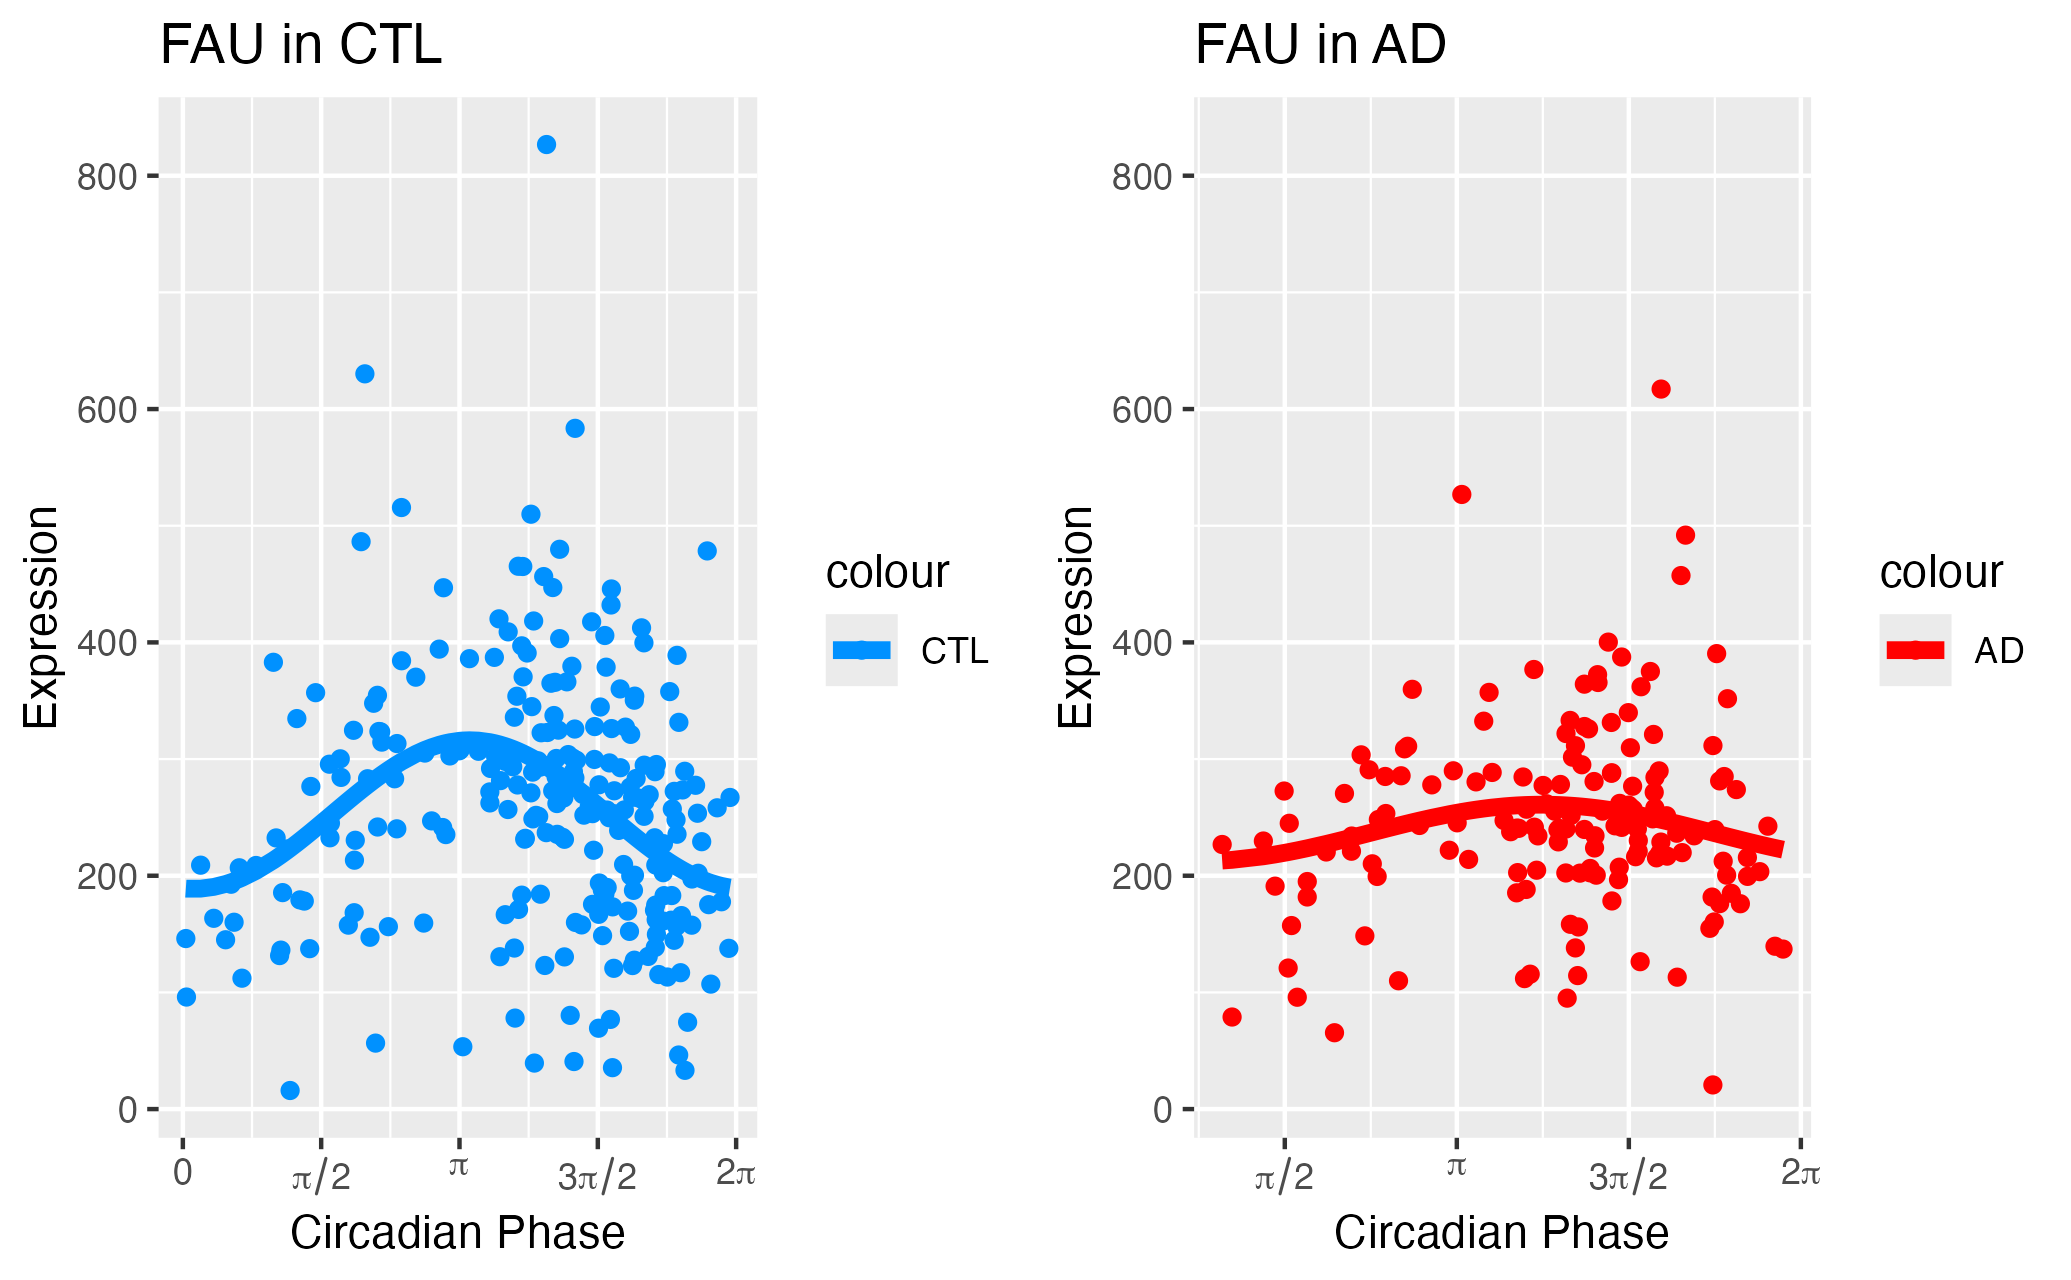 FAU in CTL
800
600
400
200
0
Expression
0
π/2
π
3π/2
2π
Circadian Phase
colour
CTL
FAU in AD
800
600
400
200
0
Expression
π/2
π
3π/2
2π
Circadian Phase
colour
AD